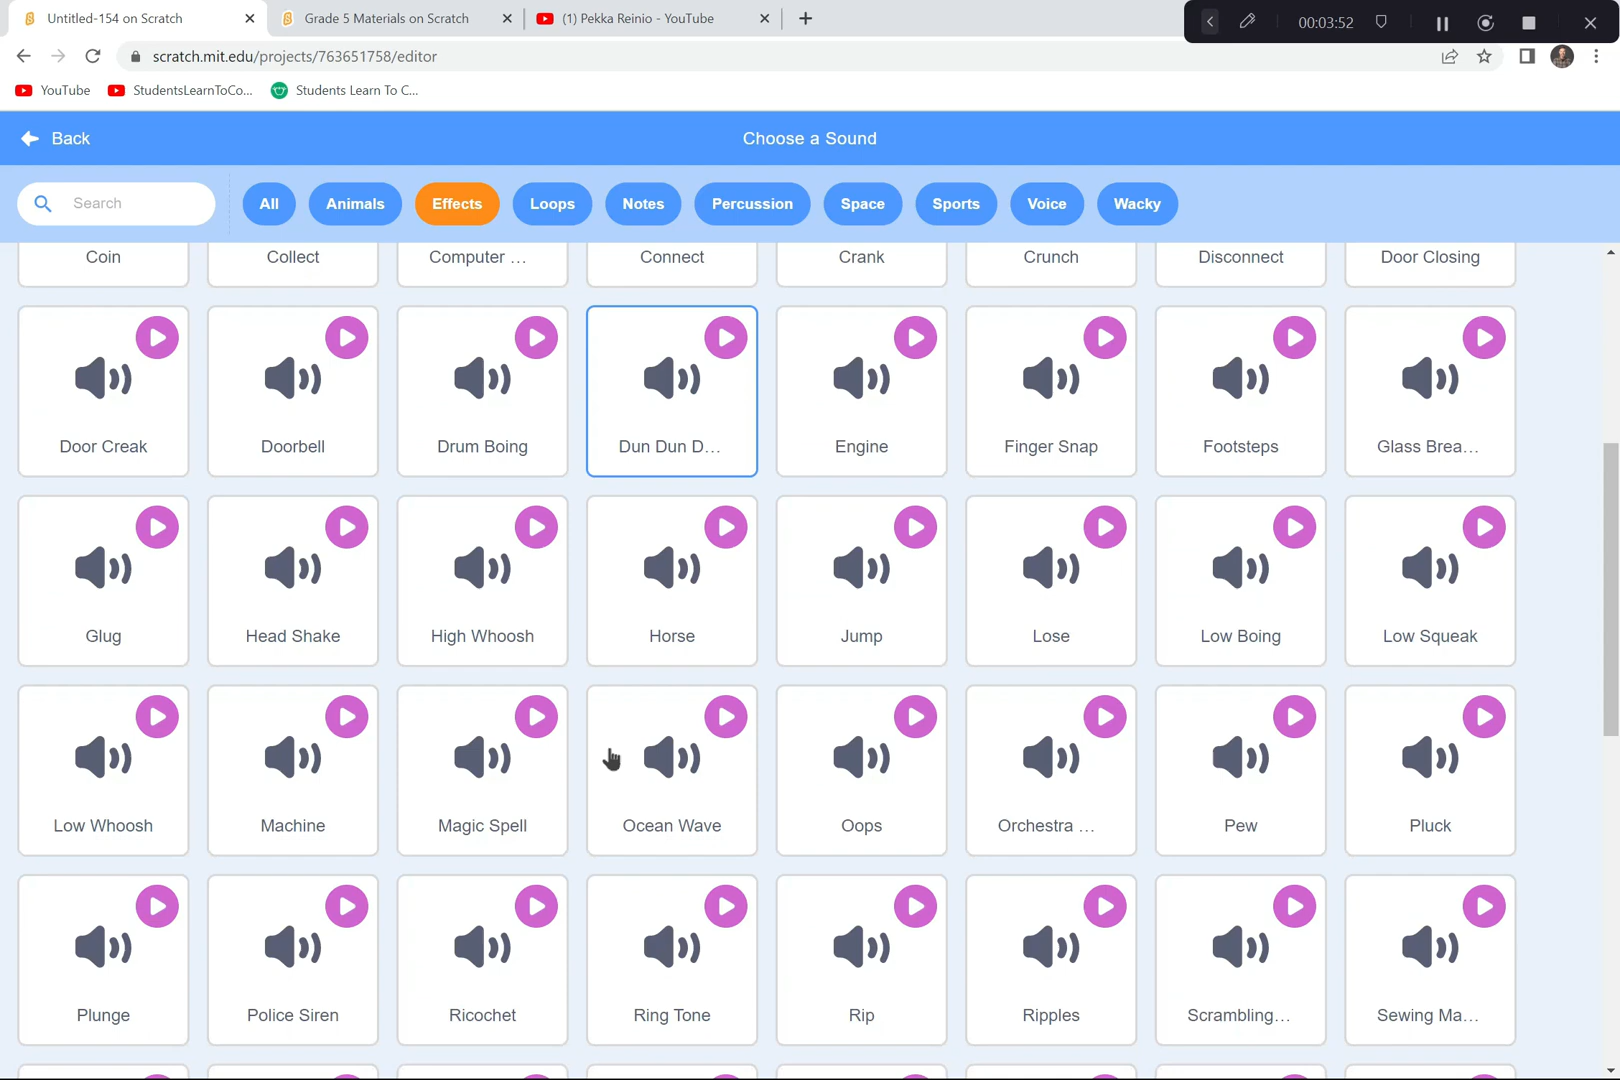 Untitled-154 on Scratch
Grade 5 Materials on Scratch
(1) Pekka Reinio - YouTube
00:03:52
scratch.mit.edu/projects/763651758/editor
YouTube
StudentsLearnToCo...
Students Learn To C...
Back
Choose a Sound
Search
All
Animals
Effects
Loops
Notes
Percussion
Space
Sports
Voice
Wacky
Coin
Collect
Computer ...
Connect
Crank
Crunch
Disconnect
Door Closing
Door Creak
Doorbell
Drum Boing
Dun Dun D...
Engine
Finger Snap
Footsteps
Glass Brea...
Glug
Head Shake
High Whoosh
Horse
Jump
Lose
Low Boing
Low Squeak
Low Whoosh
Machine
Magic Spell
Ocean Wave
Oops
Orchestra ...
Pew
Pluck
Plunge
Police Siren
Ricochet
Ring Tone
Rip
Ripples
Scrambling...
Sewing Ma...